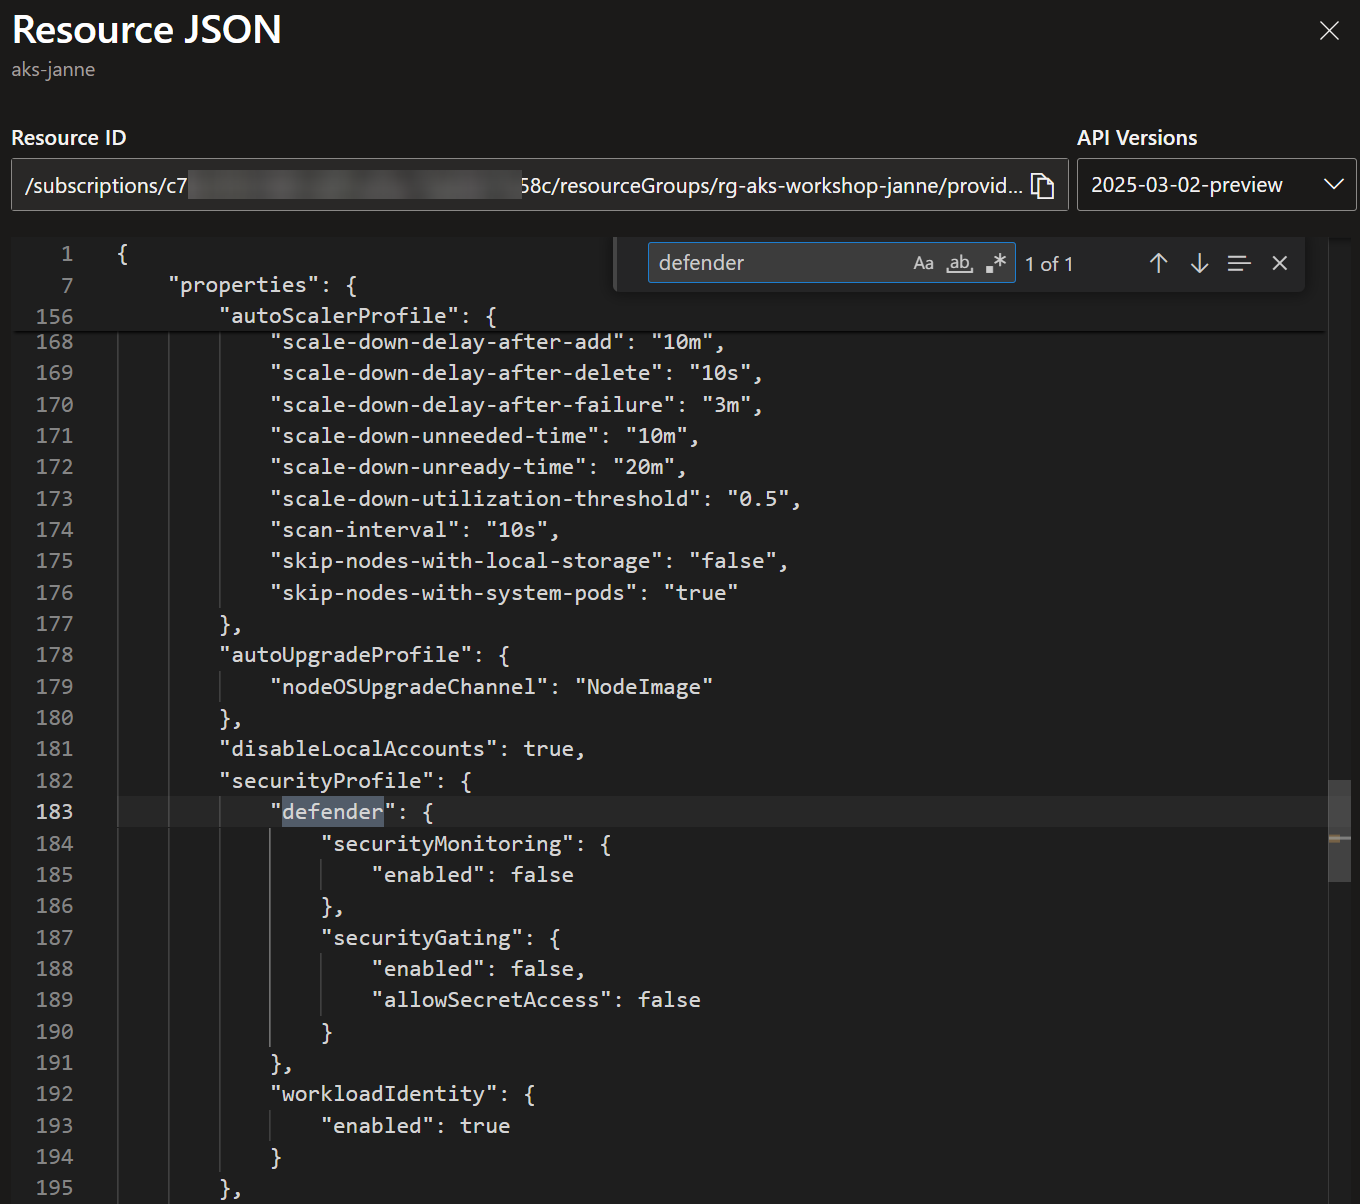 Resource JSON
aks-janne
Resource ID
API Versions
/subscriptions/c7 58c/resourceGroups/rg-aks-workshop-janne/provid...
2025-03-02-preview
defender Aa ab .* 1 of 1
1 {
7 "properties": {
156 "autoScalerProfile": {
168 "scale-down-delay-after-add": "10m",
169 "scale-down-delay-after-delete": "10s",
170 "scale-down-delay-after-failure": "3m",
171 "scale-down-unneeded-time": "10m",
172 "scale-down-unready-time": "20m",
173 "scale-down-utilization-threshold": "0.5",
174 "scan-interval": "10s",
175 "skip-nodes-with-local-storage": "false",
176 "skip-nodes-with-system-pods": "true"
177 },
178 "autoUpgradeProfile": {
179 "nodeOSUpgradeChannel": "NodeImage"
180 },
181 "disableLocalAccounts": true,
182 "securityProfile": {
183 "defender": {
184 "securityMonitoring": {
185 "enabled": false
186 },
187 "securityGating": {
188 "enabled": false,
189 "allowSecretAccess": false
190 }
191 },
192 "workloadIdentity": {
193 "enabled": true
194 }
195 },